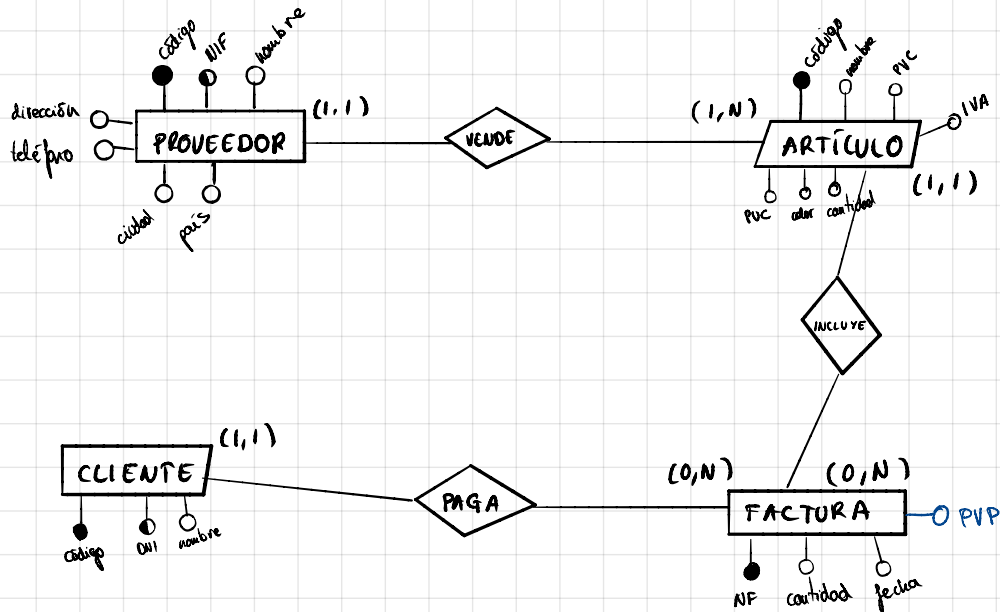 código
NIF
nombre
dirección
teléfono
PROVEEDOR
(1,1)
ciudad
país
VENDE
(1,N)
código
nombre
PVC
IVA
ARTÍCULO
(1,1)
PVC
color
cantidad
INCLUYE
CLIENTE
(1,1)
código
DNI
nombre
PAGA
(0,N)
(0,N)
FACTURA
PVP
NF
cantidad
fecha